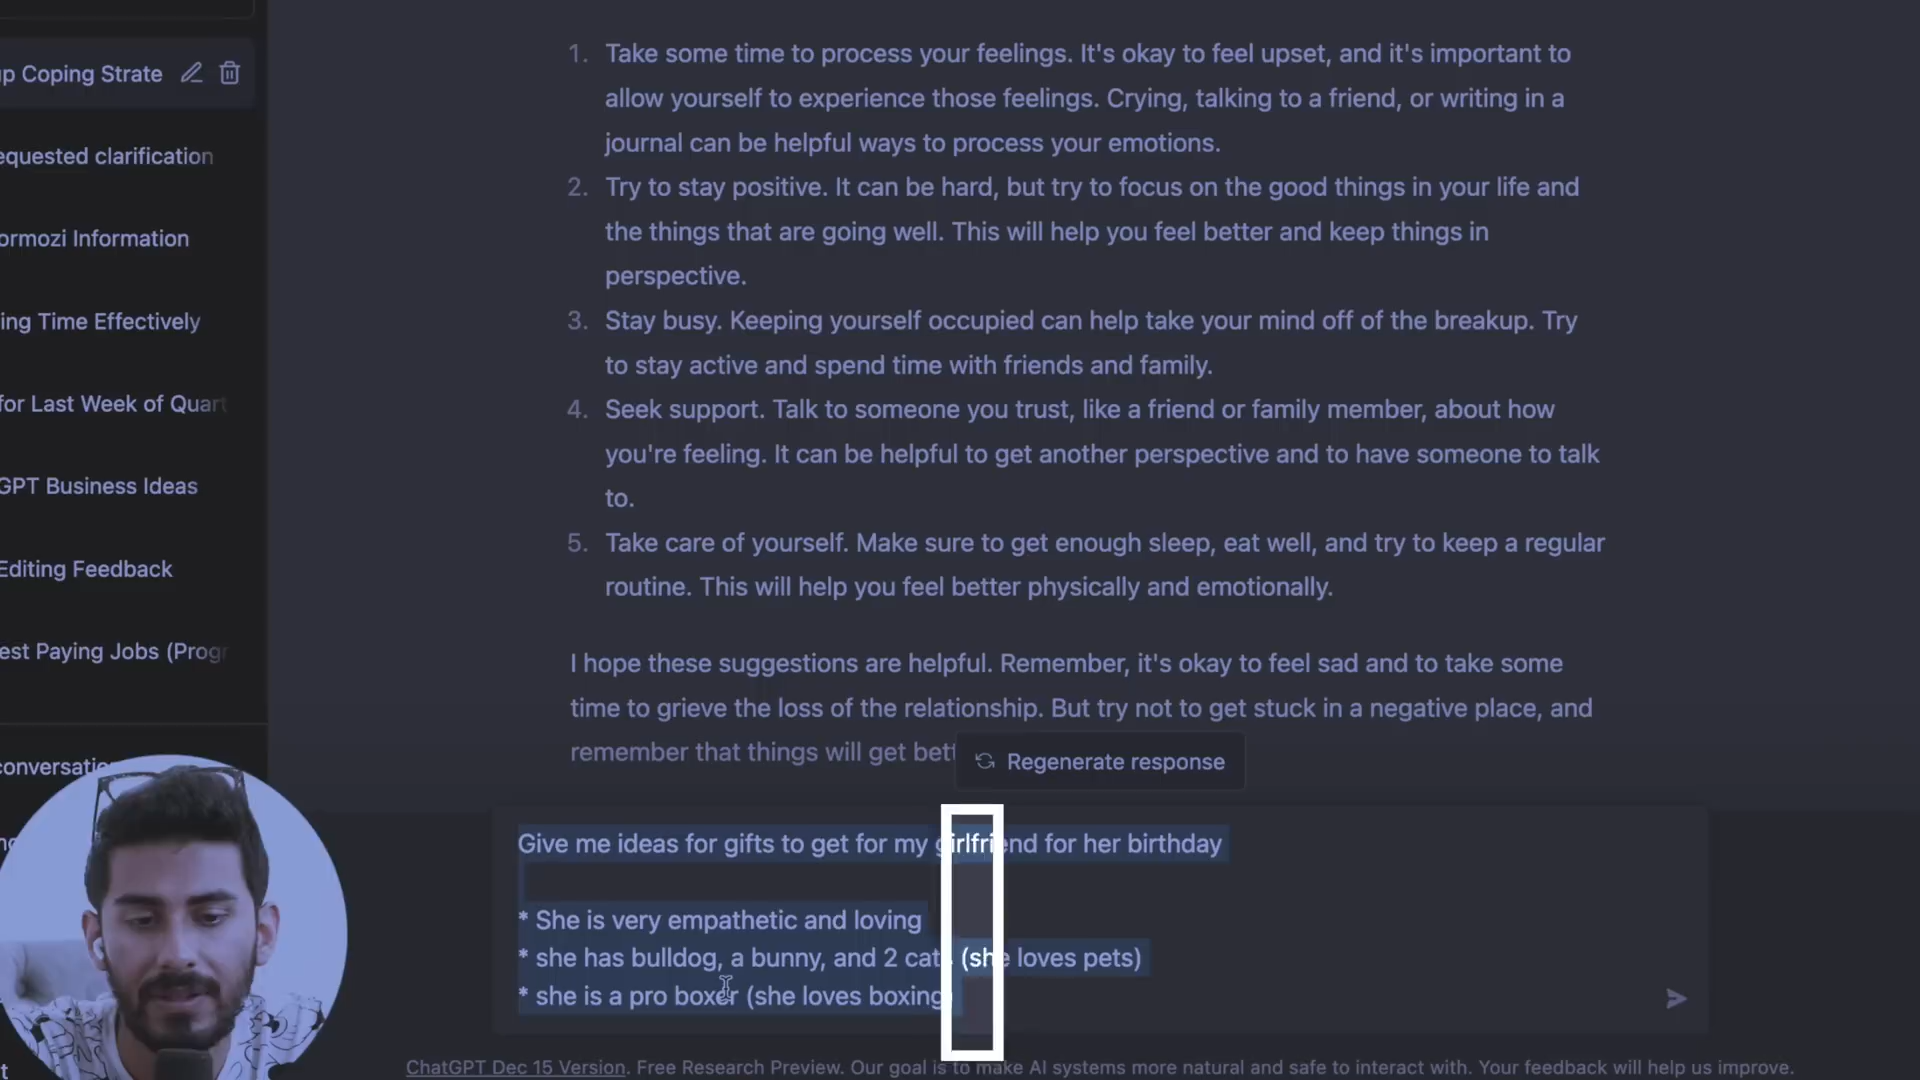 up Coping Strate
equested clarification
ormozi Information
ing Time Effectively
for Last Week of Quart
GPT Business Ideas
Editing Feedback
est Paying Jobs (Progr
conversatio
1. Take some time to process your feelings. It's okay to feel upset, and it's important to
allow yourself to experience those feelings. Crying, talking to a friend, or writing in a
journal can be helpful ways to process your emotions.
2. Try to stay positive. It can be hard, but try to focus on the good things in your life and
the things that are going well. This will help you feel better and keep things in
perspective.
3. Stay busy. Keeping yourself occupied can help take your mind off of the breakup. Try
to stay active and spend time with friends and family.
4. Seek support. Talk to someone you trust, like a friend or family member, about how
you're feeling. It can be helpful to get another perspective and to have someone to talk
to.
5. Take care of yourself. Make sure to get enough sleep, eat well, and try to keep a regular
routine. This will help you feel better physically and emotionally.
I hope these suggestions are helpful. Remember, it's okay to feel sad and to take some
time to grieve the loss of the relationship. But try not to get stuck in a negative place, and
remember that things will get bett
Regenerate response
Give me ideas for gifts to get for my girlfriend for her birthday
* She is very empathetic and loving
* she has bulldog, a bunny, and 2 cats (she loves pets)
* she is a pro boxer (she loves boxing)
ChatGPT Dec 15 Version. Free Research Preview. Our goal is to make AI systems more natural and safe to interact with. Your feedback will help us improve.